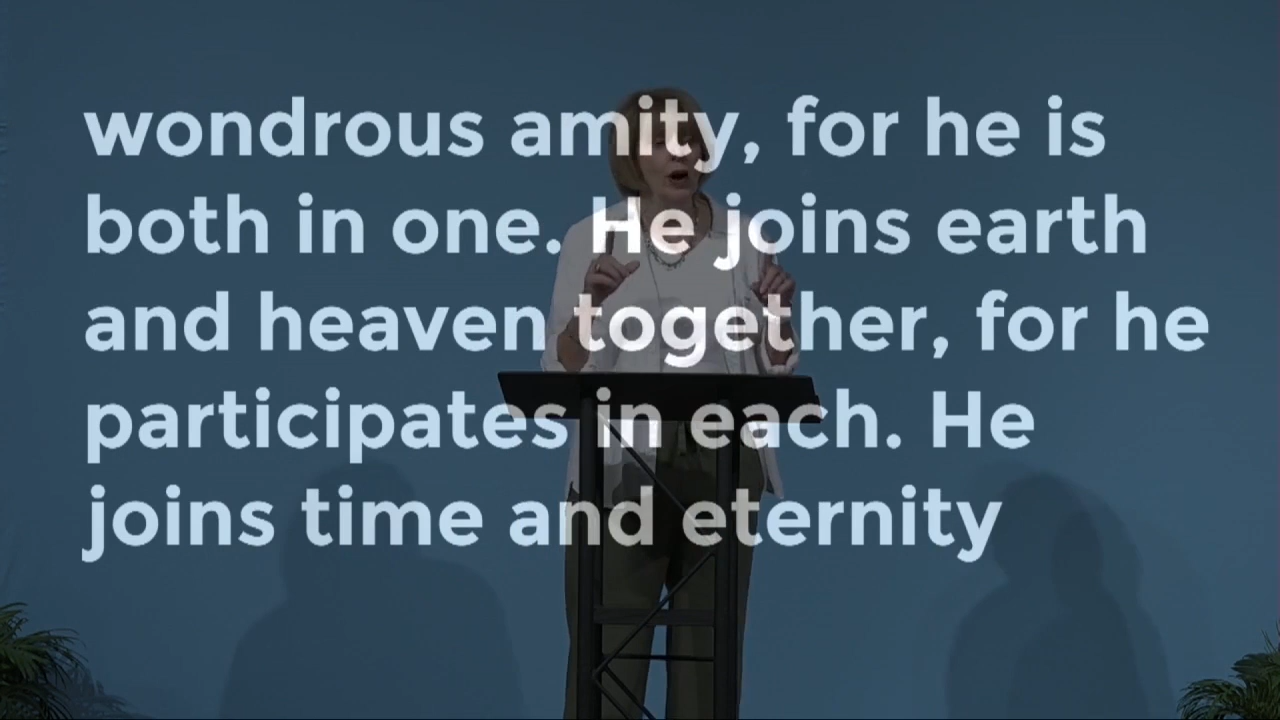 wondrous amity, for he is
both in one. He joins earth
and heaven together, for he
participates in each. He
joins time and eternity